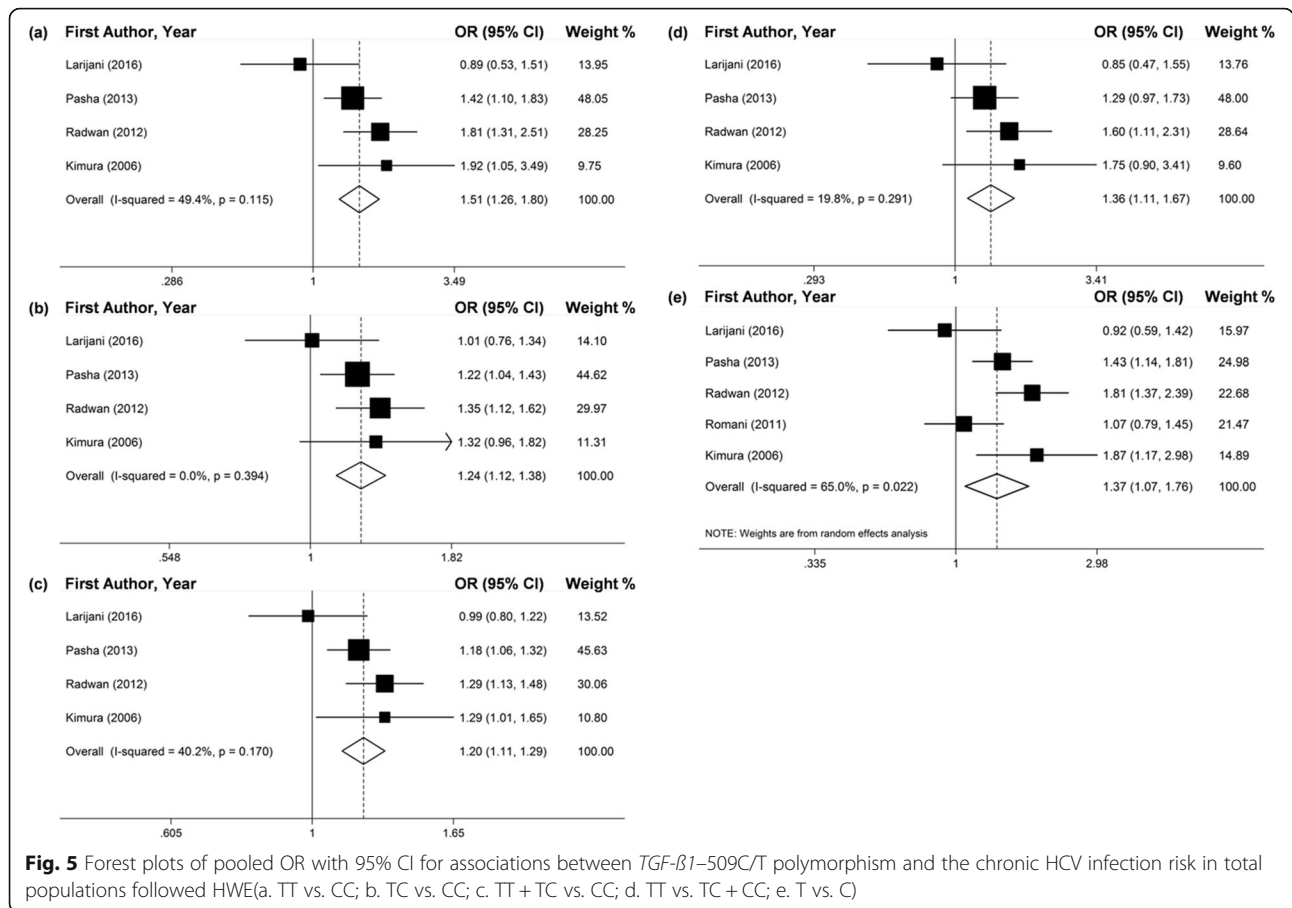 (a) First Author, Year OR (95% CI) Weight %
Larijani (2016) 0.89 (0.53, 1.51) 13.95
Pasha (2013) 1.42 (1.10, 1.83) 48.05
Radwan (2012) 1.81 (1.31, 2.51) 28.25
Kimura (2006) 1.92 (1.05, 3.49) 9.75
Overall (I-squared = 49.4%, p = 0.115) 1.51 (1.26, 1.80) 100.00
.286 1 3.49
(b) First Author, Year OR (95% CI) Weight %
Larijani (2016) 1.01 (0.76, 1.34) 14.10
Pasha (2013) 1.22 (1.04, 1.43) 44.62
Radwan (2012) 1.35 (1.12, 1.62) 29.97
Kimura (2006) 1.32 (0.96, 1.82) 11.31
Overall (I-squared = 0.0%, p = 0.394) 1.24 (1.12, 1.38) 100.00
.548 1 1.82
(c) First Author, Year OR (95% CI) Weight %
Larijani (2016) 0.99 (0.80, 1.22) 13.52
Pasha (2013) 1.18 (1.06, 1.32) 45.63
Radwan (2012) 1.29 (1.13, 1.48) 30.06
Kimura (2006) 1.29 (1.01, 1.65) 10.80
Overall (I-squared = 40.2%, p = 0.170) 1.20 (1.11, 1.29) 100.00
.605 1 1.65
(d) First Author, Year OR (95% CI) Weight %
Larijani (2016) 0.85 (0.47, 1.55) 13.76
Pasha (2013) 1.29 (0.97, 1.73) 48.00
Radwan (2012) 1.60 (1.11, 2.31) 28.64
Kimura (2006) 1.75 (0.90, 3.41) 9.60
Overall (I-squared = 19.8%, p = 0.291) 1.36 (1.11, 1.67) 100.00
.293 1 3.41
(e) First Author, Year OR (95% CI) Weight %
Larijani (2016) 0.92 (0.59, 1.42) 15.97
Pasha (2013) 1.43 (1.14, 1.81) 24.98
Radwan (2012) 1.81 (1.37, 2.39) 22.68
Romani (2011) 1.07 (0.79, 1.45) 21.47
Kimura (2006) 1.87 (1.17, 2.98) 14.89
Overall (I-squared = 65.0%, p = 0.022) 1.37 (1.07, 1.76) 100.00
NOTE: Weights are from random effects analysis
.335 1 2.98
Fig. 5 Forest plots of pooled OR with 95% CI for associations between TGF-ß1–509C/T polymorphism and the chronic HCV infection risk in total
populations followed HWE(a. TT vs. CC; b. TC vs. CC; c. TT + TC vs. CC; d. TT vs. TC + CC; e. T vs. C)